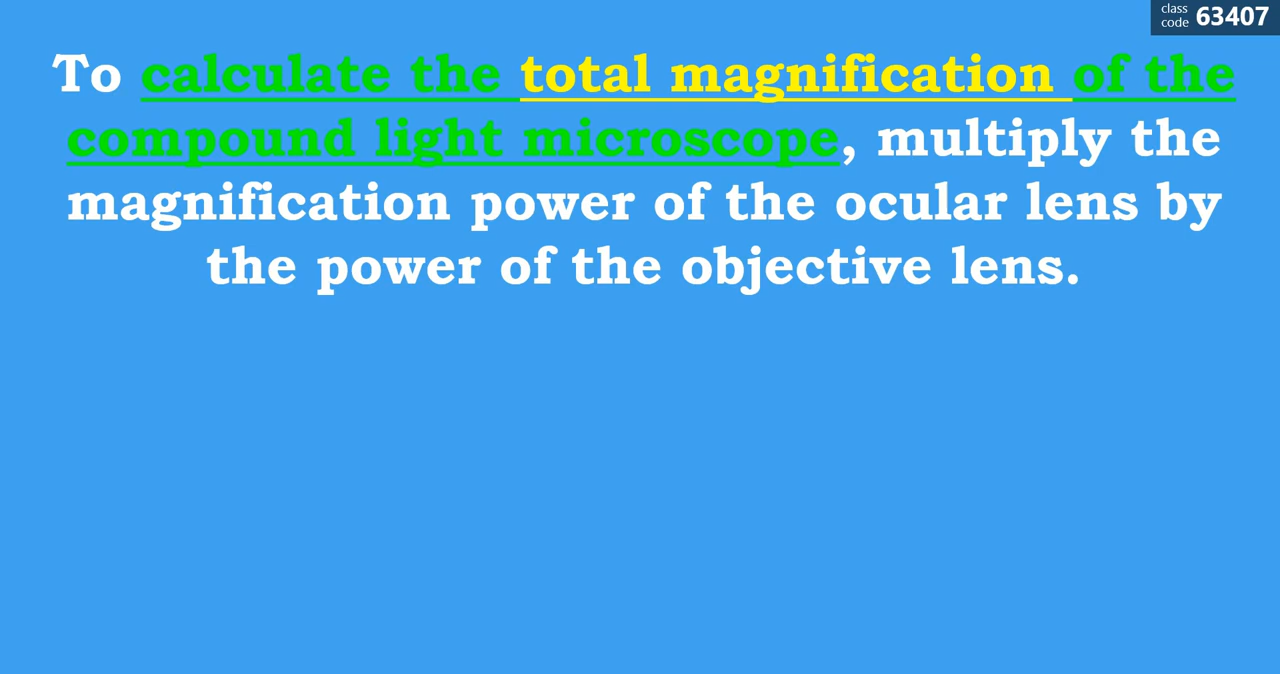 class code 63407
To calculate the total magnification of the
compound light microscope, multiply the
magnification power of the ocular lens by
the power of the objective lens.